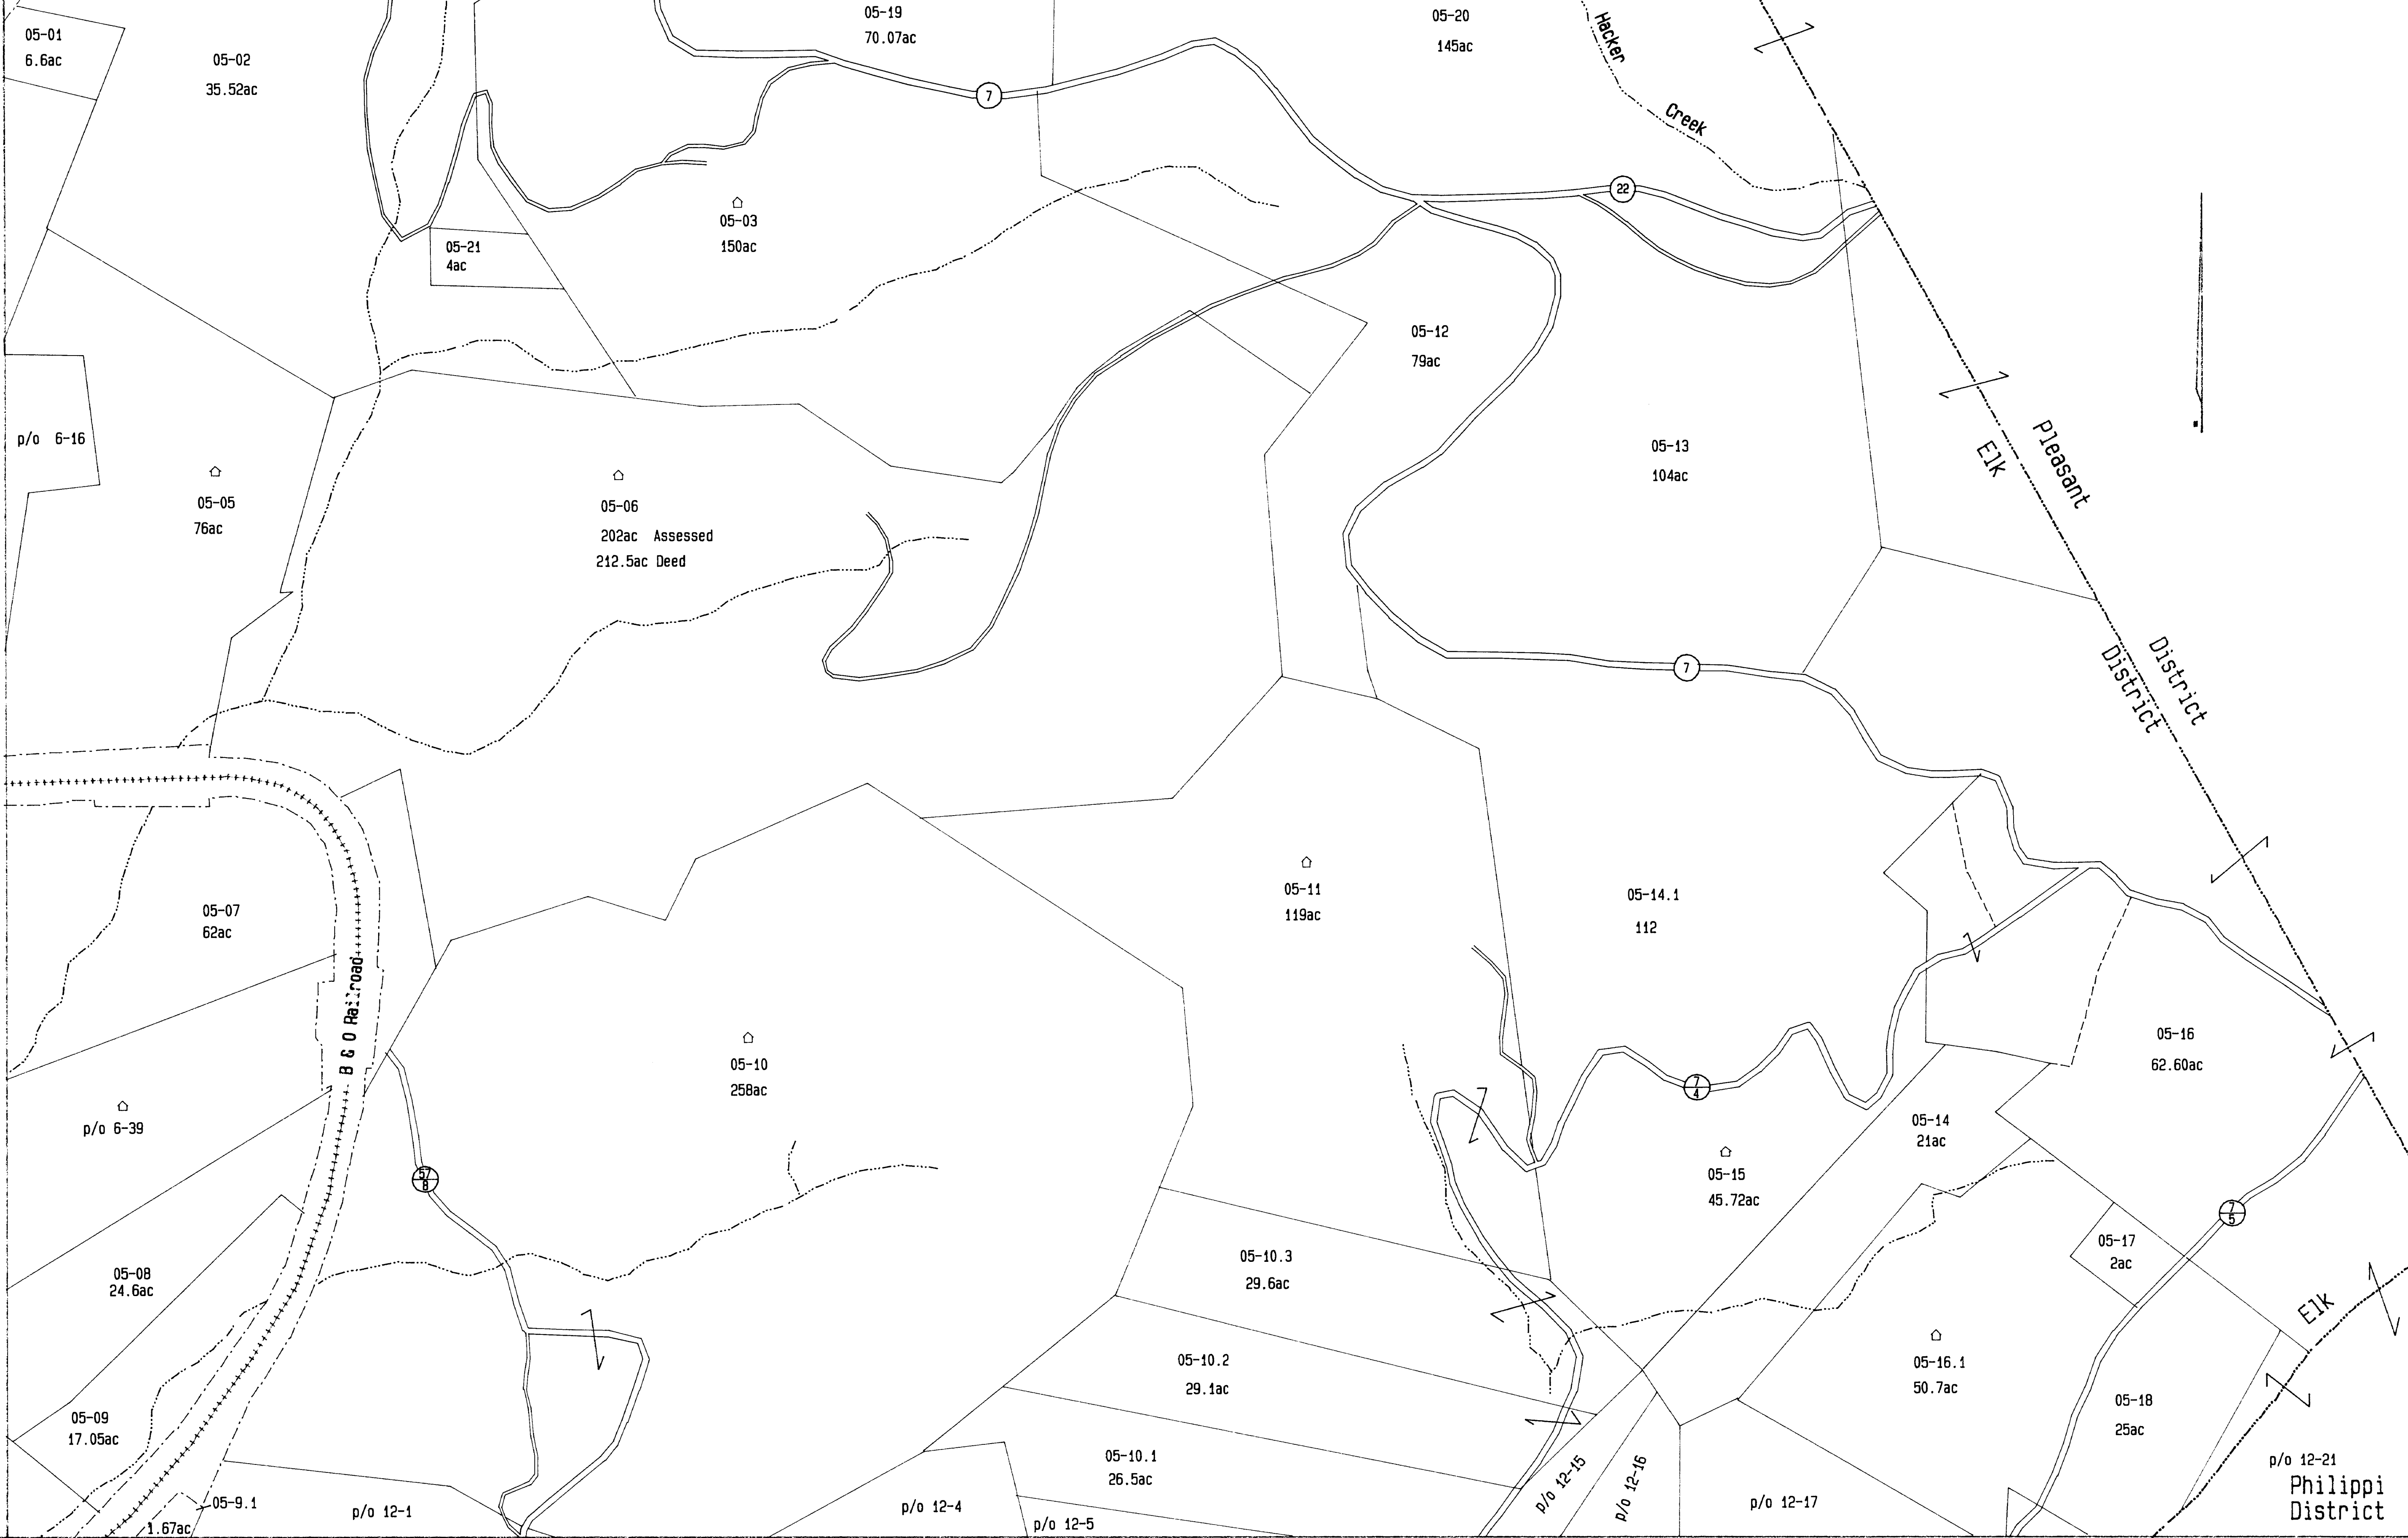 05-01
6.6ac
05-02
35.52ac
05-19
70.07ac
05-20
145ac
Hacker
Creek
7
22
05-03
150ac
05-21
4ac
05-12
79ac
p/o 6-16
05-05
76ac
05-06
202ac Assessed
212.5ac Deed
05-13
104ac
Pleasant
Elk
District
District
7
05-07
62ac
B & O Railroad
05-11
119ac
05-14.1
112
05-16
62.60ac
05-10
258ac
7
4
p/o 6-39
05-14
21ac
05-15
45.72ac
57
8
7
5
05-17
2ac
05-08
24.6ac
05-10.3
29.6ac
Elk
05-10.2
29.1ac
05-16.1
50.7ac
05-18
25ac
05-09
17.05ac
05-10.1
26.5ac
p/o 12-15
p/o 12-16
p/o 12-21
Philippi
District
05-9.1
1.67ac
p/o 12-1
p/o 12-4
p/o 12-5
p/o 12-17